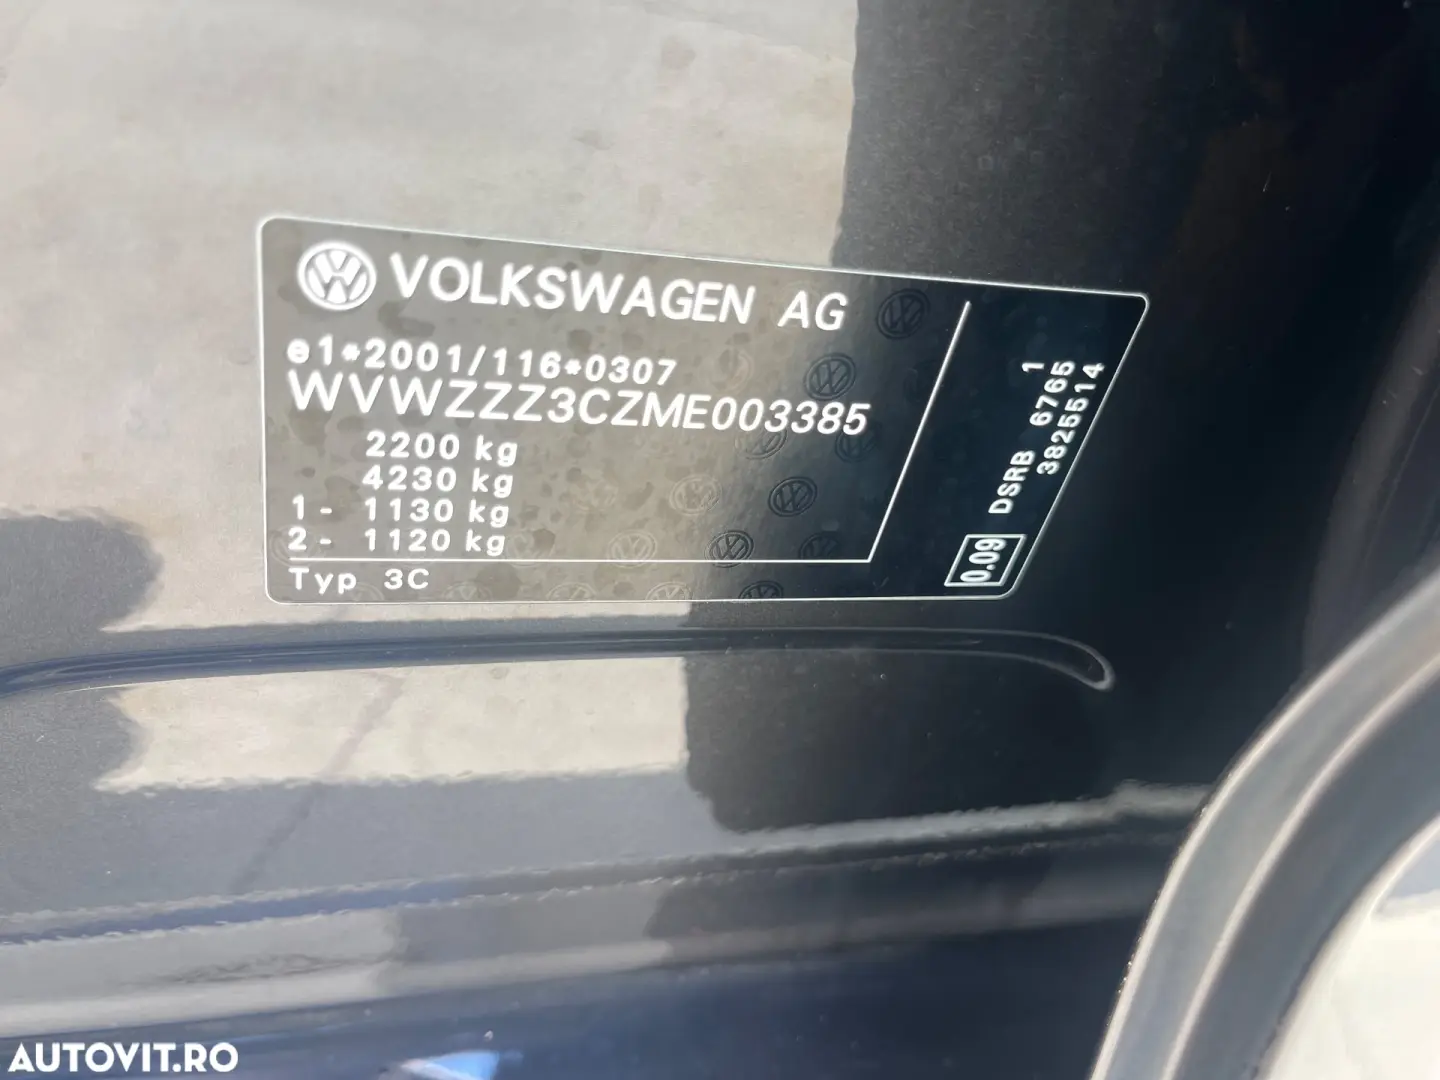 VOLKSWAGEN AG
e1*2001/116*0307
WVWZZZ3CZME003385
2200 kg
4230 kg
1 - 1130 kg
2 - 1120 kg
Typ 3C
1
DSRB 6765
3825514
0.09
AUTOVIT.RO